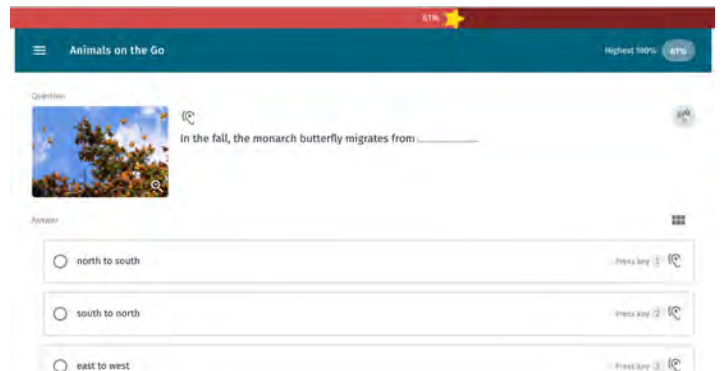 61%
Animals on the Go
Highest 100% 61%
Question
In the fall, the monarch butterfly migrates from ___________
Answer
north to south
Press key 1
south to north
Press key 2
east to west
Press key 3